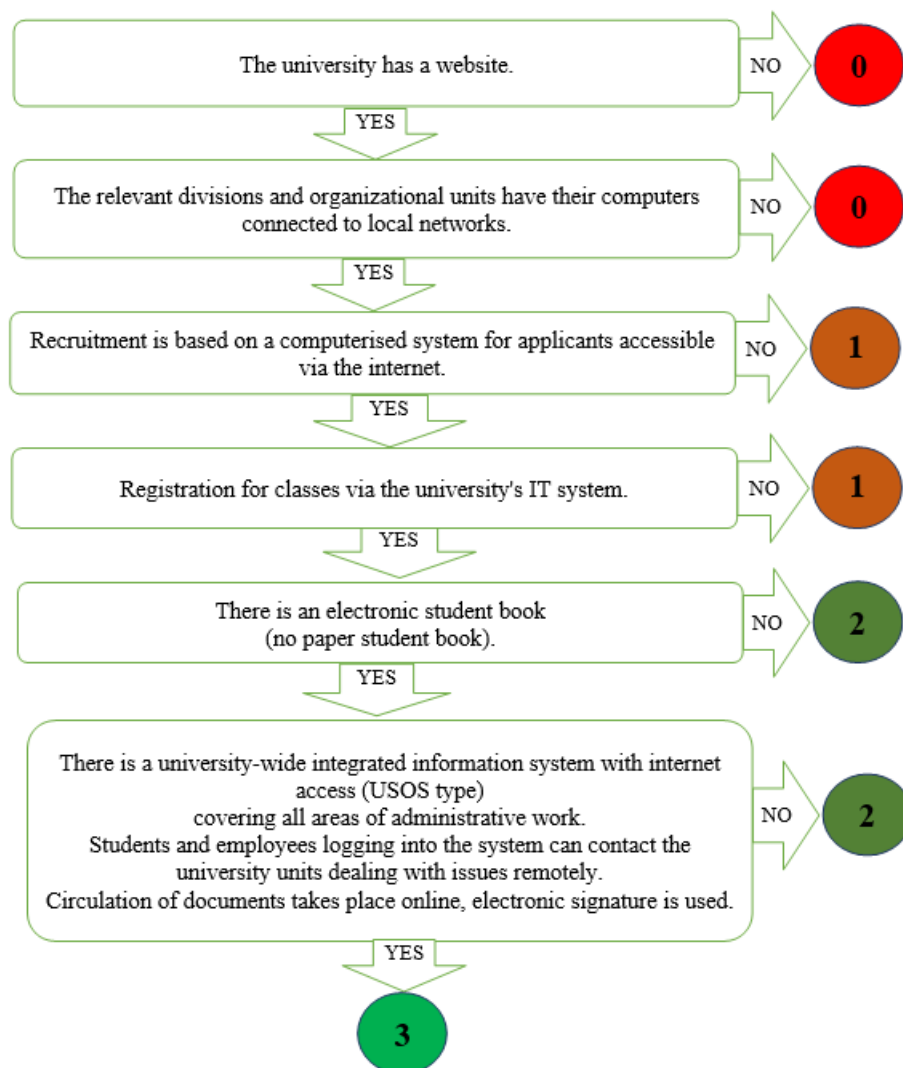 The university has a website.
NO
0
YES
The relevant divisions and organizational units have their computers
connected to local networks.
NO
0
YES
Recruitment is based on a computerised system for applicants accessible
via the internet.
NO
1
YES
Registration for classes via the university's IT system.
NO
1
YES
There is an electronic student book
(no paper student book).
NO
2
YES
There is a university-wide integrated information system with internet
access (USOS type)
covering all areas of administrative work.
Students and employees logging into the system can contact the
university units dealing with issues remotely.
Circulation of documents takes place online, electronic signature is used.
NO
2
YES
3